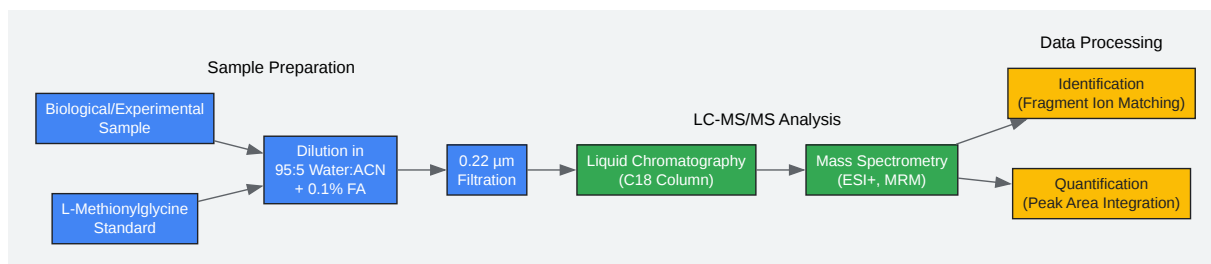 Sample Preparation
Biological/Experimental
Sample
L-Methionylglycine
Standard
Dilution in
95:5 Water:ACN
+ 0.1% FA
0.22 µm
Filtration
LC-MS/MS Analysis
Liquid Chromatography
(C18 Column)
Mass Spectrometry
(ESI+, MRM)
Data Processing
Identification
(Fragment Ion Matching)
Quantification
(Peak Area Integration)